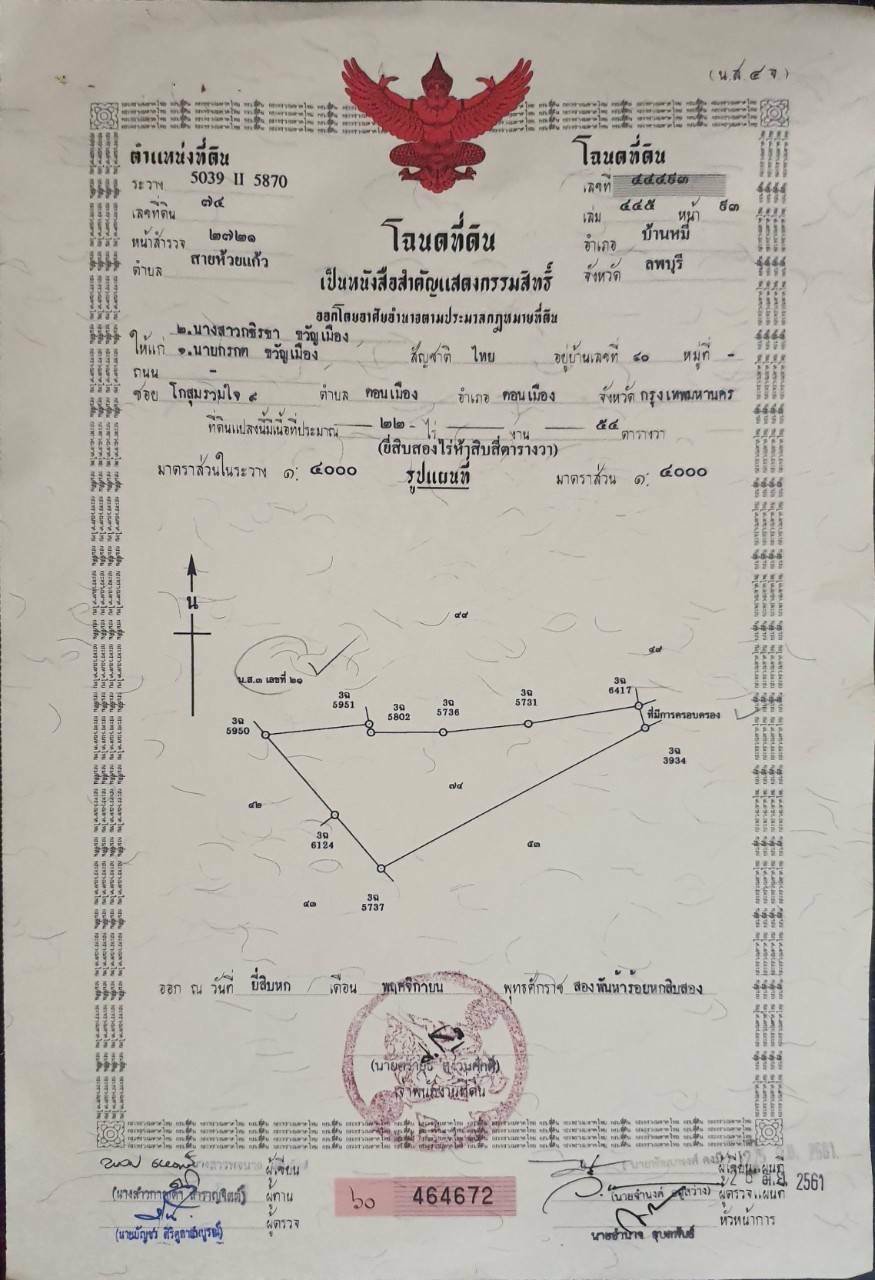 (น.ส. ๔ จ.)
ตำแหน่งที่ดิน
ระวาง 5039 II 5870
เลขที่ดิน ๗๔
หน้าสำรวจ ๒๗๒๑
ตำบล สายห้วยแก้ว
โฉนดที่ดิน
เลขที่ ๔๔๔๙๓
เล่ม ๔๔๕ หน้า ๙๓
อำเภอ บ้านหมี่
จังหวัด ลพบุรี
โฉนดที่ดิน
เป็นหนังสือสำคัญแสดงกรรมสิทธิ์
ออกโดยอาศัยอำนาจตามประมวลกฎหมายที่ดิน
๒.นางสาวกชิรชา ขวัญเมือง
ให้แก่ ๑.นายกรกต ขวัญเมือง สัญชาติ ไทย อยู่บ้านเลขที่ ๔๐ หมู่ที่ -
ถนน -
ซอย โกสุมรวมใจ ๙ ตำบล ดอนเมือง อำเภอ ดอนเมือง จังหวัด กรุงเทพมหานคร
ที่ดินแปลงนี้มีเนื้อที่ประมาณ ๒๒ - ไร่ งาน ๕๔ ตารางวา
(ยี่สิบสองไร่ห้าสิบสี่ตารางวา)
มาตราส่วนในระวาง ๑: ๔๐๐๐ รูปแผนที่ มาตราส่วน ๑: ๔๐๐๐
น
๔๙
น.ส.๓ เลขที่ ๒๑
๔๗
3ฉ 5950
3ฉ 5951
3ฉ 5802
3ฉ 5736
3ฉ 5731
3ฉ 6417
ที่มีการครอบครอง
3ฉ 3934
๗๔
๔๒
3ฉ 6124
๕๓
3ฉ 5737
๔๓
ออก ณ วันที่ ยี่สิบหก เดือน พฤศจิกายน พุทธศักราช สองพันห้าร้อยหกสิบสอง
เจ้าพนักงานที่ดิน
ผู้เขียน
ผู้ทาน
ผู้ตรวจ
๖๐ 464672
ผู้เขียนแผนที่
ผู้ตรวจแผนที่
หัวหน้าการ
2561